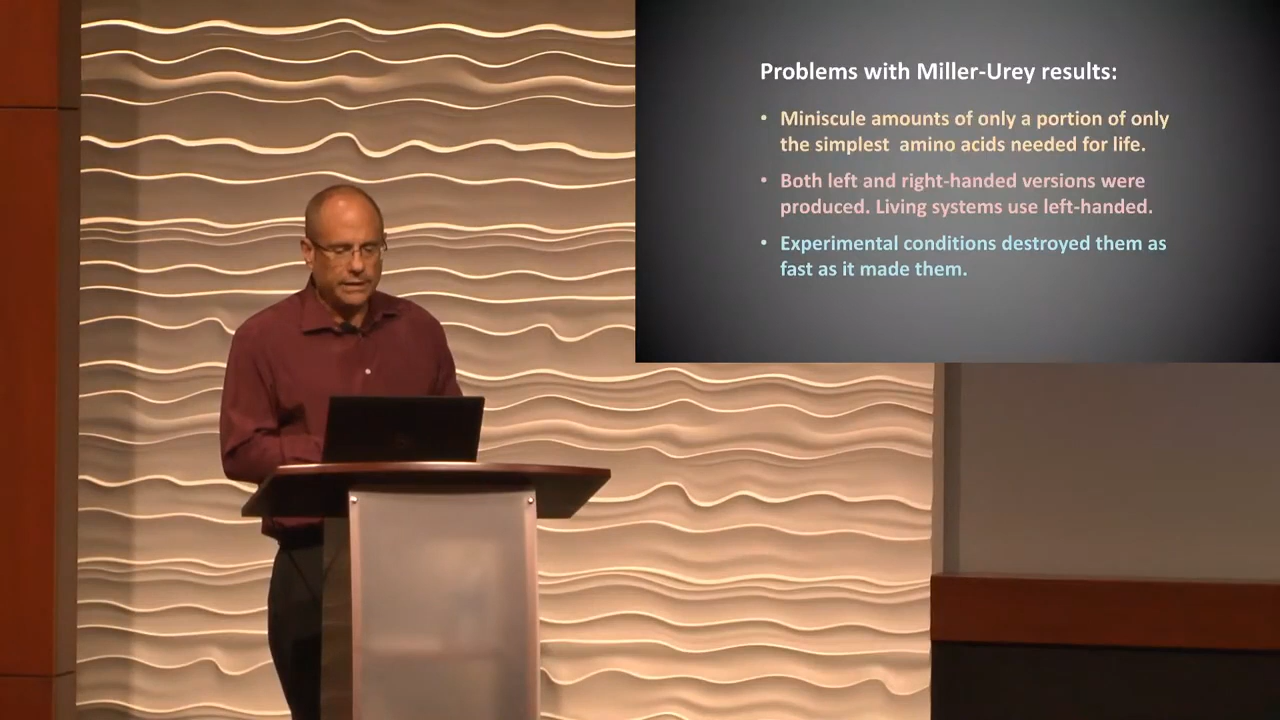 Problems with Miller-Urey results:
• Miniscule amounts of only a portion of only
the simplest amino acids needed for life.
• Both left and right-handed versions were
produced. Living systems use left-handed.
• Experimental conditions destroyed them as
fast as it made them.